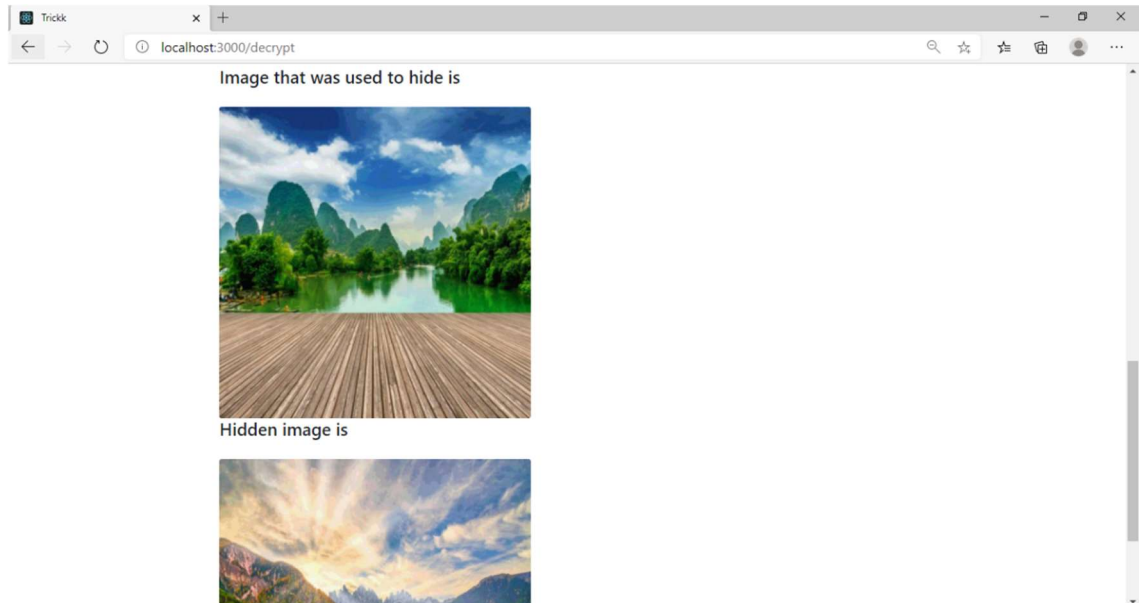 Trickk
localhost:3000/decrypt
Image that was used to hide is
Hidden image is